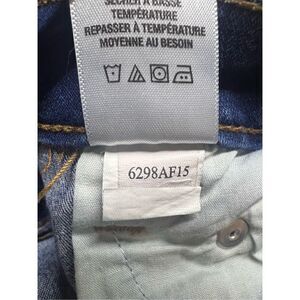 SÉCHER À BASSE
TEMPÉRATURE
REPASSER À TEMPÉRATURE
MOYENNE AU BESOIN
6298AF15